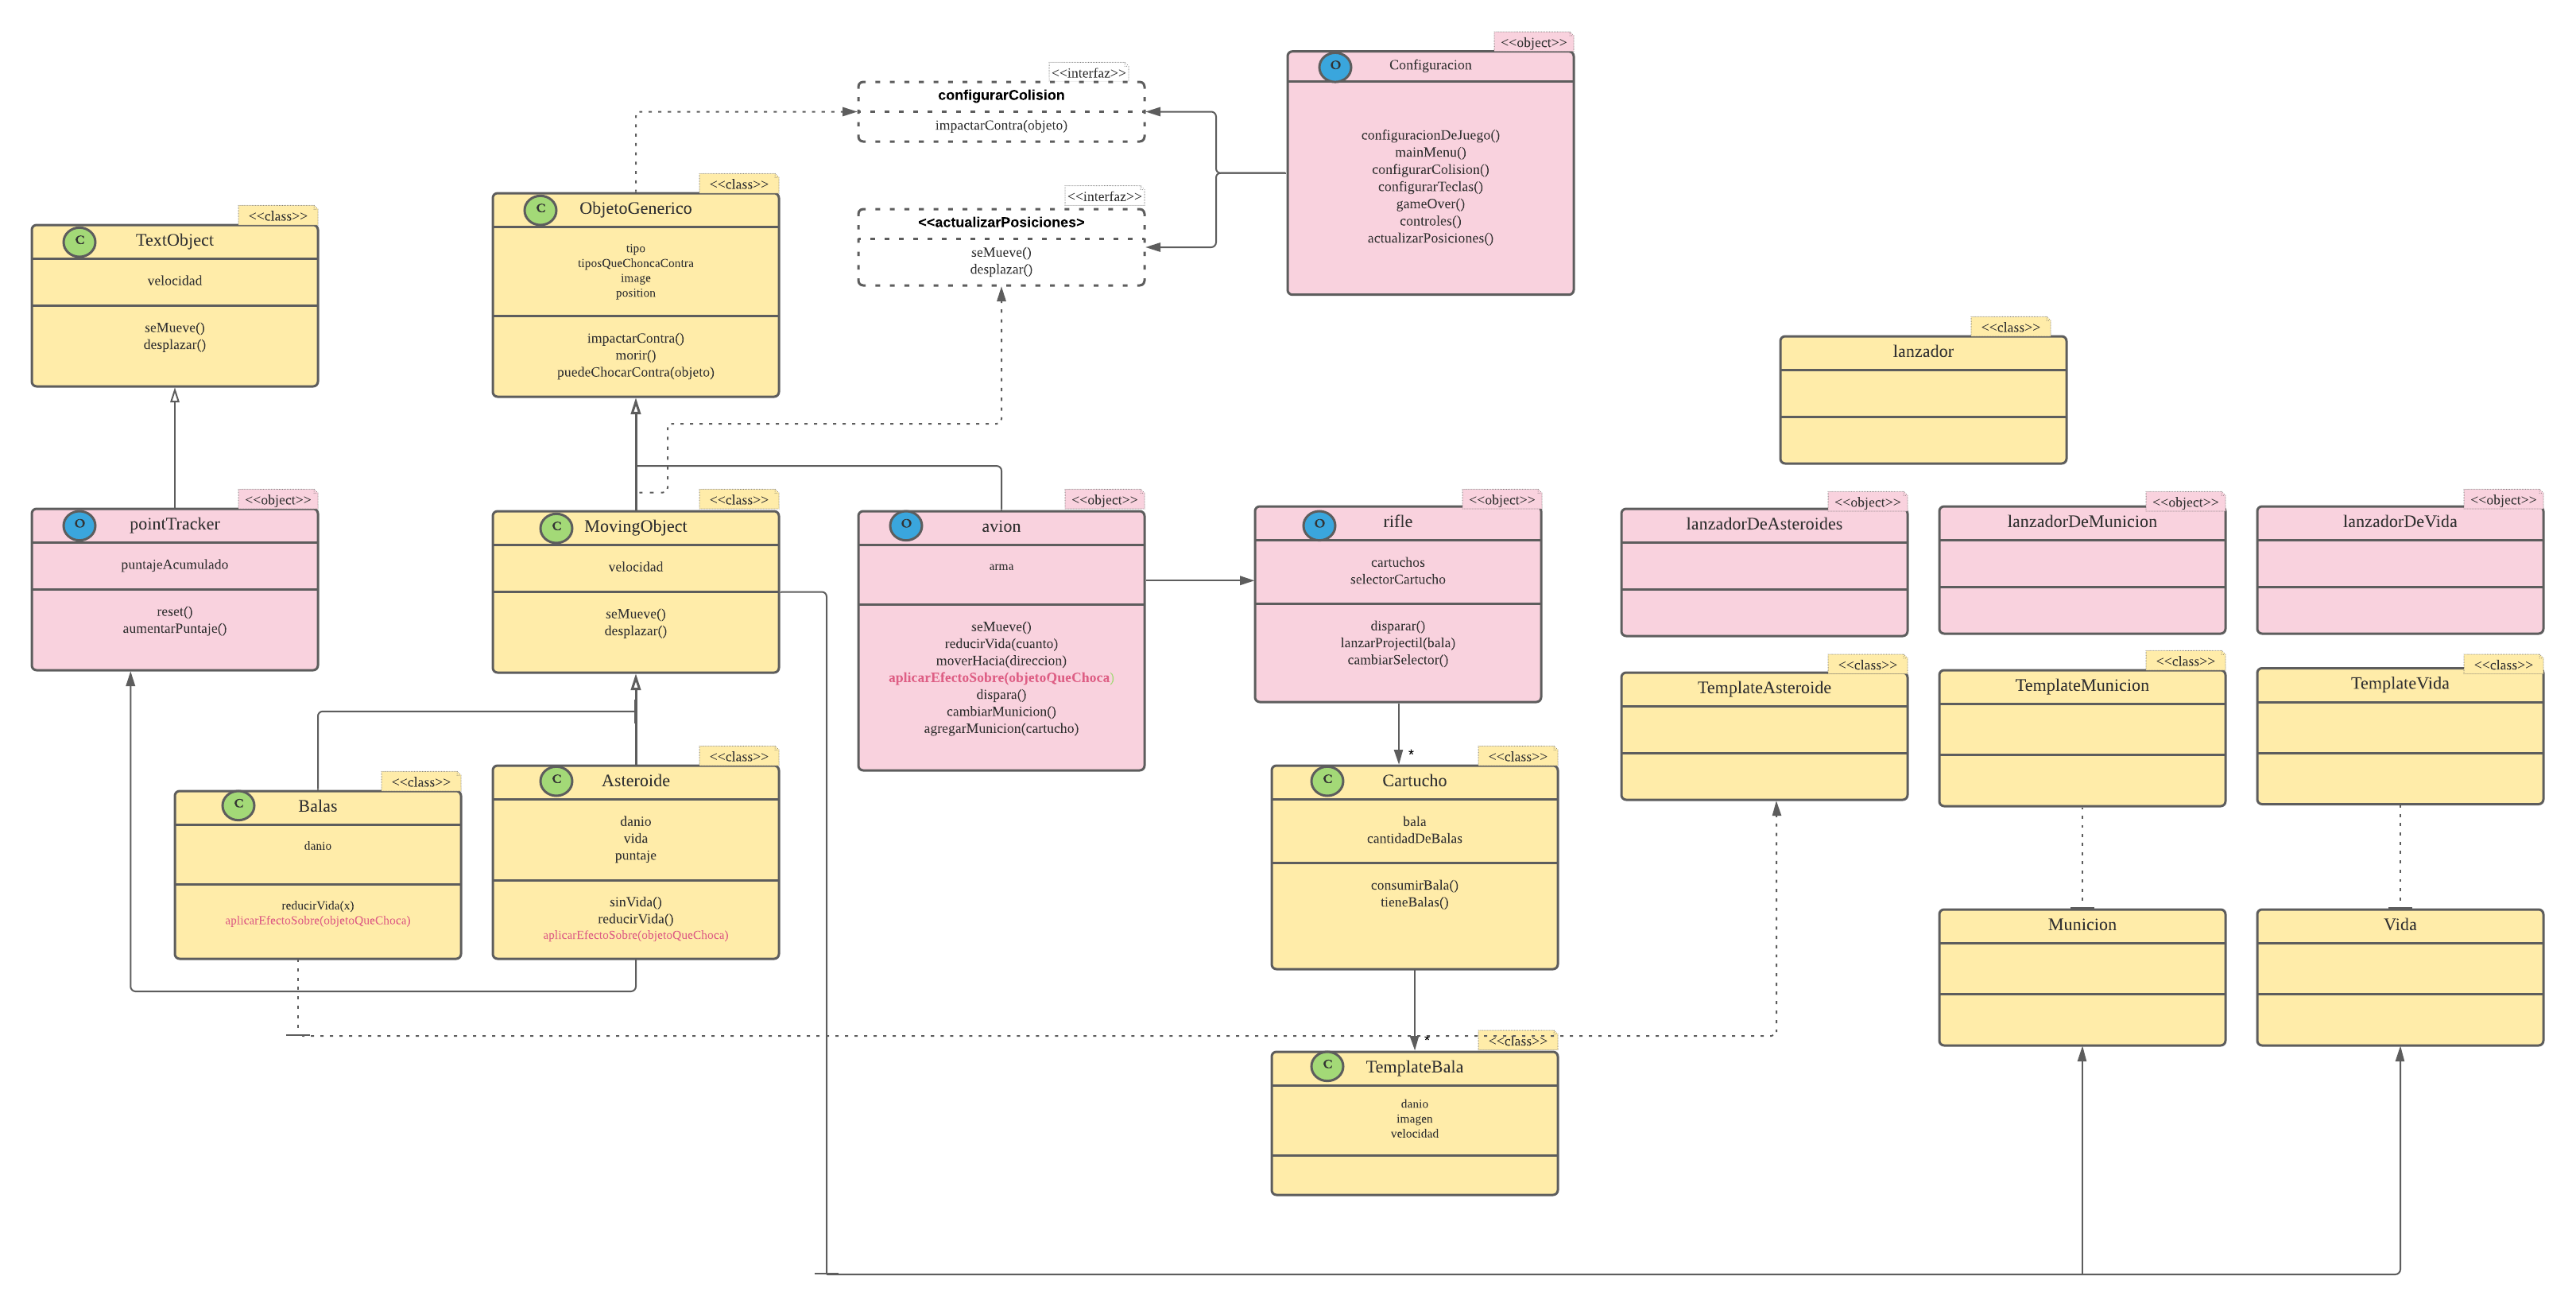 <<object>>
O
Configuracion
configuracionDeJuego()
mainMenu()
configurarColision()
configurarTeclas()
gameOver()
controles()
actualizarPosiciones()
<<interfaz>>
configurarColision
impactarContra(objeto)
<<interfaz>>
<<actualizarPosiciones>
seMueve()
desplazar()
<<class>>
C
ObjetoGenerico
tipo
tiposQueChoncaContra
image
position
impactarContra()
morir()
puedeChocarContra(objeto)
<<class>>
C
TextObject
velocidad
seMueve()
desplazar()
<<class>>
lanzador
<<object>>
O
pointTracker
puntajeAcumulado
reset()
aumentarPuntaje()
<<class>>
C
MovingObject
velocidad
seMueve()
desplazar()
<<object>>
O
avion
arma
seMueve()
reducirVida(cuanto)
moverHacia(direccion)
aplicarEfectoSobre(objetoQueChoca)
dispara()
cambiarMunicion()
agregarMunicion(cartucho)
<<object>>
O
rifle
cartuchos
selectorCartucho
disparar()
lanzarProjectil(bala)
cambiarSelector()
<<object>>
lanzadorDeAsteroides
<<object>>
lanzadorDeMunicion
<<object>>
lanzadorDeVida
<<class>>
TemplateAsteroide
<<class>>
TemplateMunicion
<<class>>
TemplateVida
<<class>>
C
Balas
danio
reducirVida(x)
aplicarEfectoSobre(objetoQueChoca)
<<class>>
C
Asteroide
danio
vida
puntaje
sinVida()
reducirVida()
aplicarEfectoSobre(objetoQueChoca)
*
<<class>>
C
Cartucho
bala
cantidadDeBalas
consumirBala()
tieneBalas()
Municion
Vida
*
<<class>>
C
TemplateBala
danio
imagen
velocidad